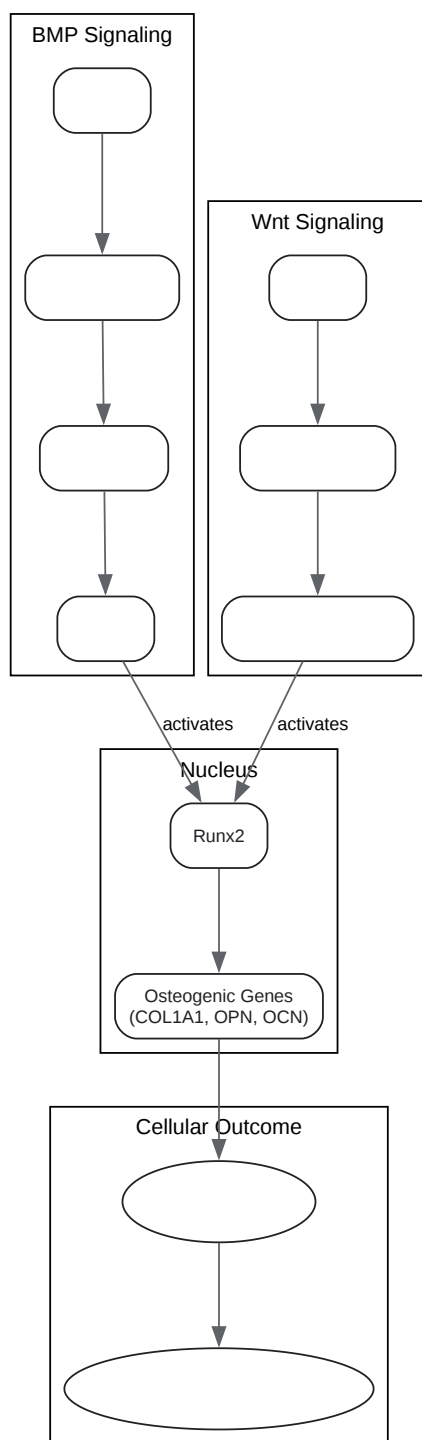 BMP Signaling
Wnt Signaling
activates
activates
Nucleus
Runx2
Osteogenic Genes
(COL1A1, OPN, OCN)
Cellular Outcome